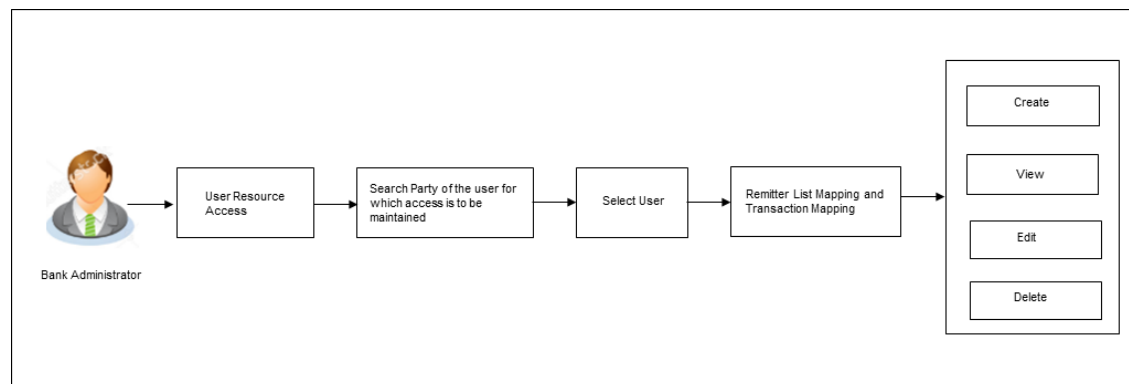 Bank Administrator
User Resource
Access
Search Party of the user for
which access is to be
maintained
Select User
Remitter List Mapping and
Transaction Mapping
Create
View
Edit
Delete